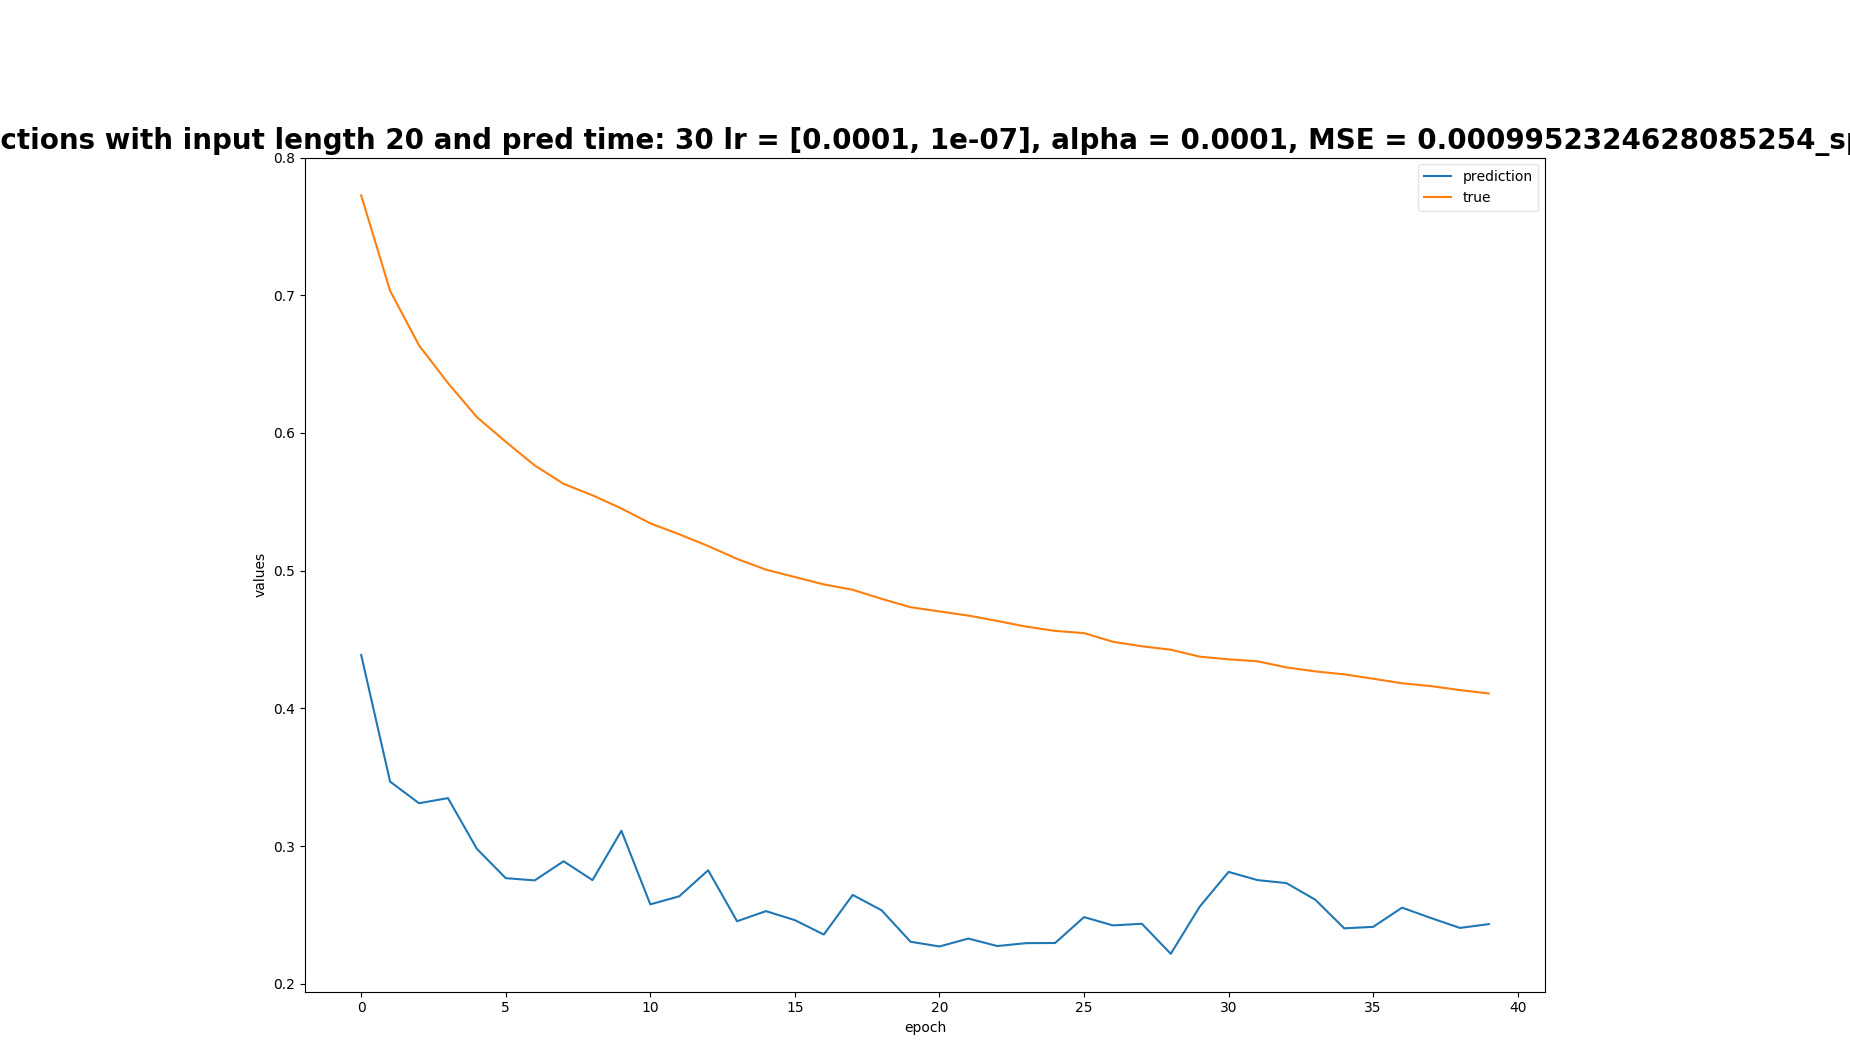 ctions with input length 20 and pred time: 30 lr = [0.0001, 1e-07], alpha = 0.0001, MSE = 0.0009952324628085254_sp
prediction
true
0.8
0.7
0.6
0.5
0.4
0.3
0.2
values
0 5 10 15 20 25 30 35 40
epoch